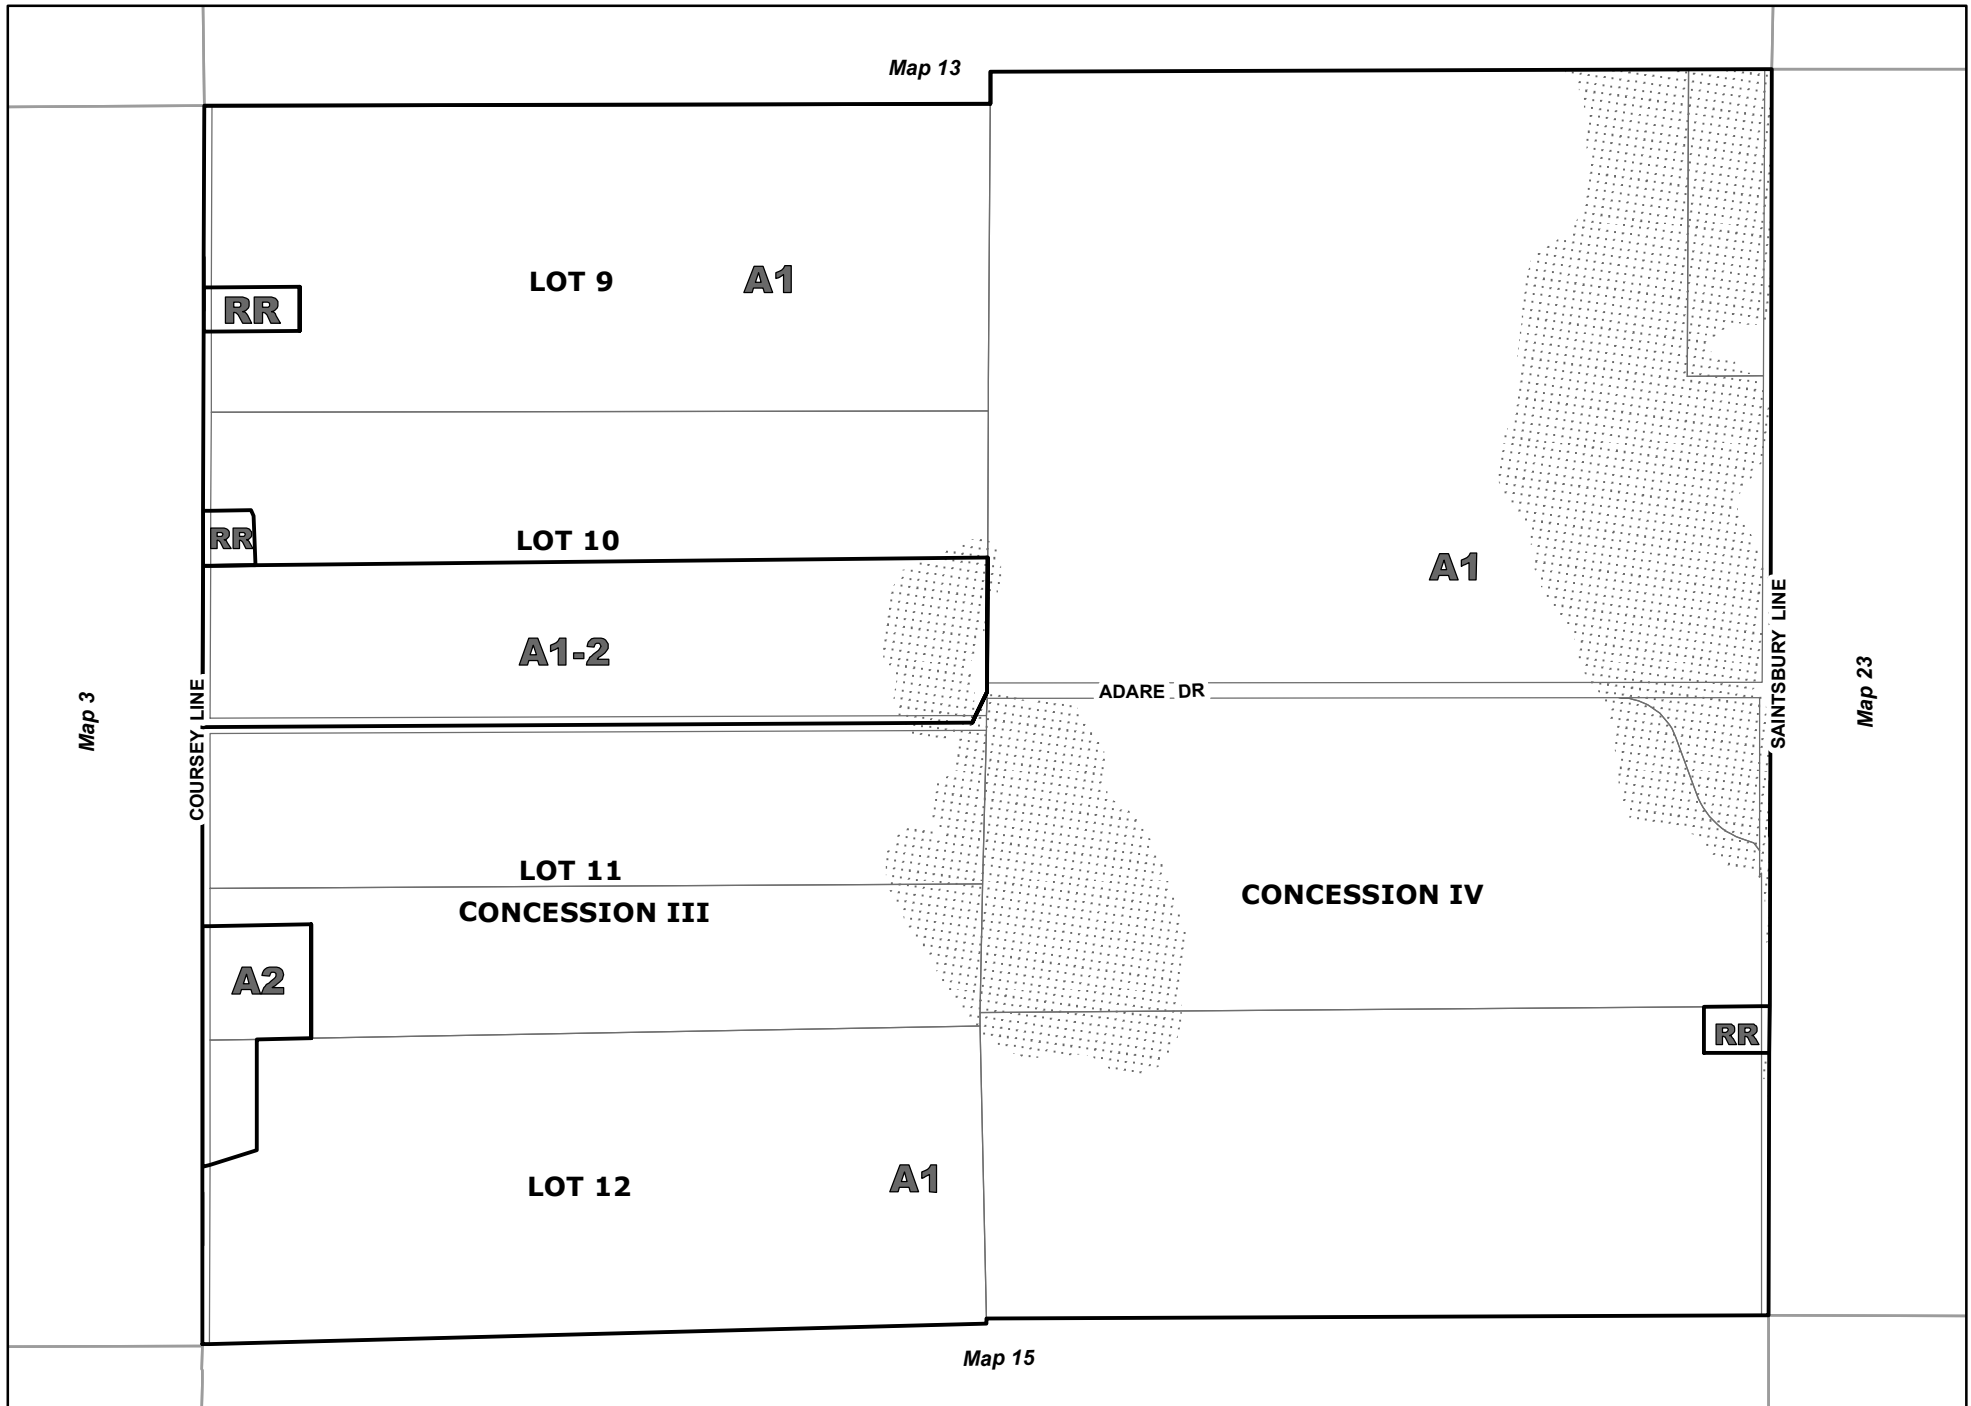 Map 13
LOT 9
A1
RR
RR
LOT 10
A1
A1-2
Map 3
COURSEY LINE
ADARE DR
SAINTSBURY LINE
Map 23
LOT 11
CONCESSION III
CONCESSION IV
A2
RR
LOT 12
A1
Map 15